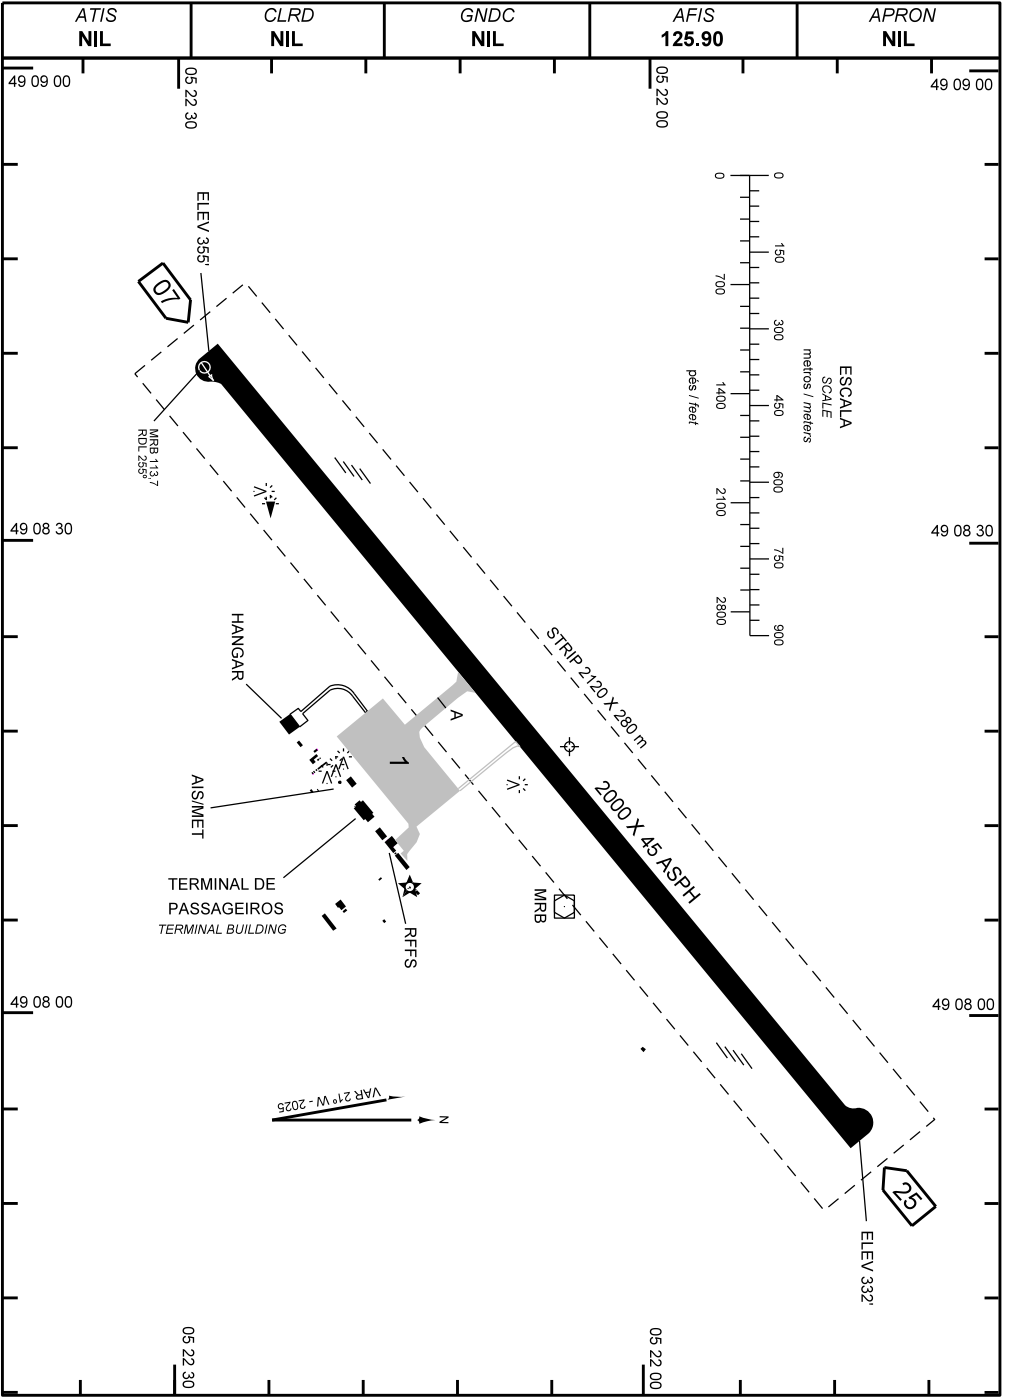 ATIS
NIL
CLRD
NIL
GNDC
NIL
AFIS
125.90
APRON
NIL
49 09 00
05 22 30
05 22 00
49 09 00
ESCALA
SCALE
metros / meters
0 150 300 450 600 750 900
0 700 1400 2100 2800
pés / feet
ELEV 355'
07
MRB 113,7
RDL 255º
49 08 30
49 08 30
STRIP 2120 X 280 m
2000 X 45 ASPH
HANGAR
A
1
AIS/MET
TERMINAL DE
PASSAGEIROS
TERMINAL BUILDING
RFFS
MRB
49 08 00
49 08 00
VAR 21º W - 2025
N
25
ELEV 332'
05 22 30
05 22 00